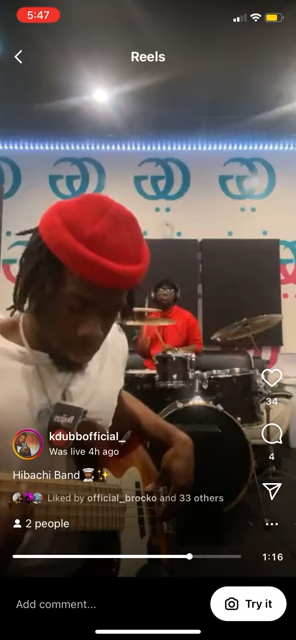 5:47
Reels
34
4
kdubbofficial_
Was live 4h ago
Hibachi Band 👨🏽‍🍳✨
Liked by official_brocko and 33 others
2 people
1:16
Add comment...
Try it